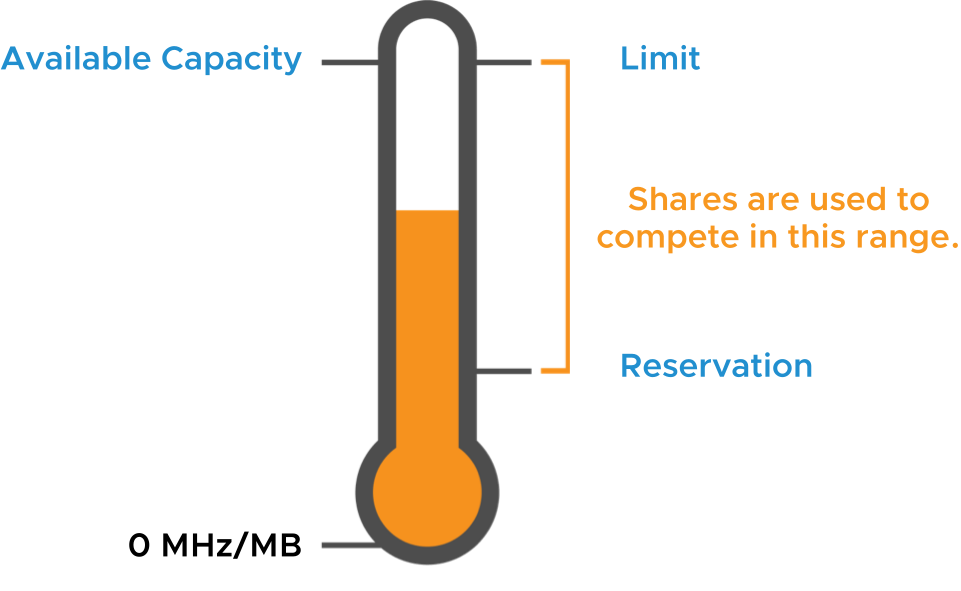 Available Capacity
Limit
Shares are used to
compete in this range.
Reservation
0 MHz/MB